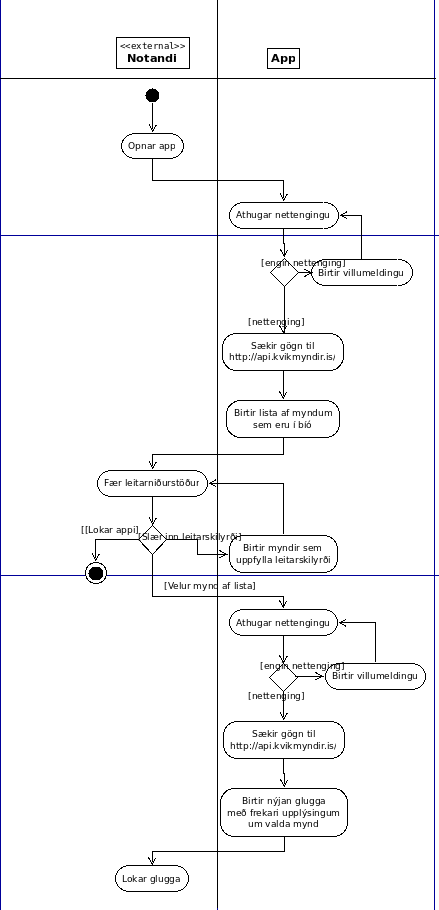 <<external>>
Notandi
App
Opnar app
Athugar nettengingu
[engin nettenging]
Birtir villumeldingu
[nettenging]
Sækir gögn til
http://api.kvikmyndir.is/
Birtir lista af myndum
sem eru í bíó
Fær leitarniðurstöður
[[Lokar appi]
[Slær inn leitarskilyrði]
Birtir myndir sem
uppfylla leitarskilyrði
[Velur mynd af lista]
Athugar nettengingu
[engin nettenging]
Birtir villumeldingu
[nettenging]
Sækir gögn til
http://api.kvikmyndir.is/
Birtir nýjan glugga
með frekari upplýsingum
um valda mynd
Lokar glugga